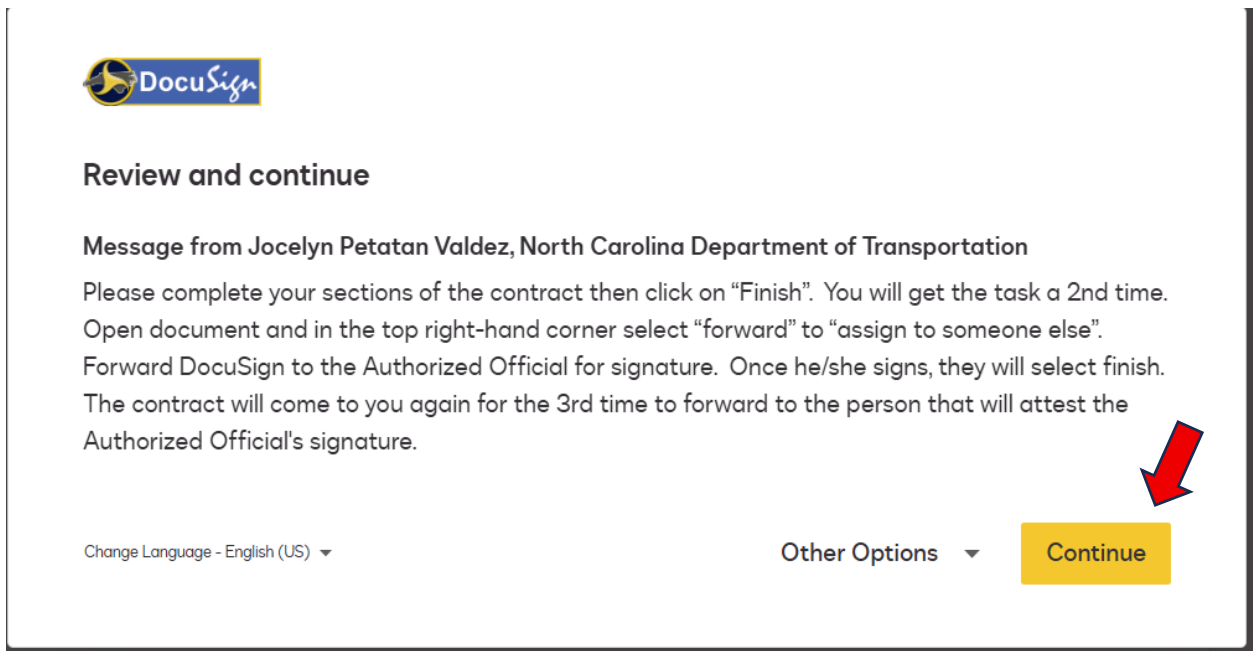 DocuSign
Review and continue
Message from Jocelyn Petatan Valdez, North Carolina Department of Transportation
Please complete your sections of the contract then click on “Finish”.  You will get the task a 2nd time.
Open document and in the top right-hand corner select “forward” to “assign to someone else”.
Forward DocuSign to the Authorized Official for signature.  Once he/she signs, they will select finish.
The contract will come to you again for the 3rd time to forward to the person that will attest the
Authorized Official's signature.
Change Language - English (US)
Other Options
Continue